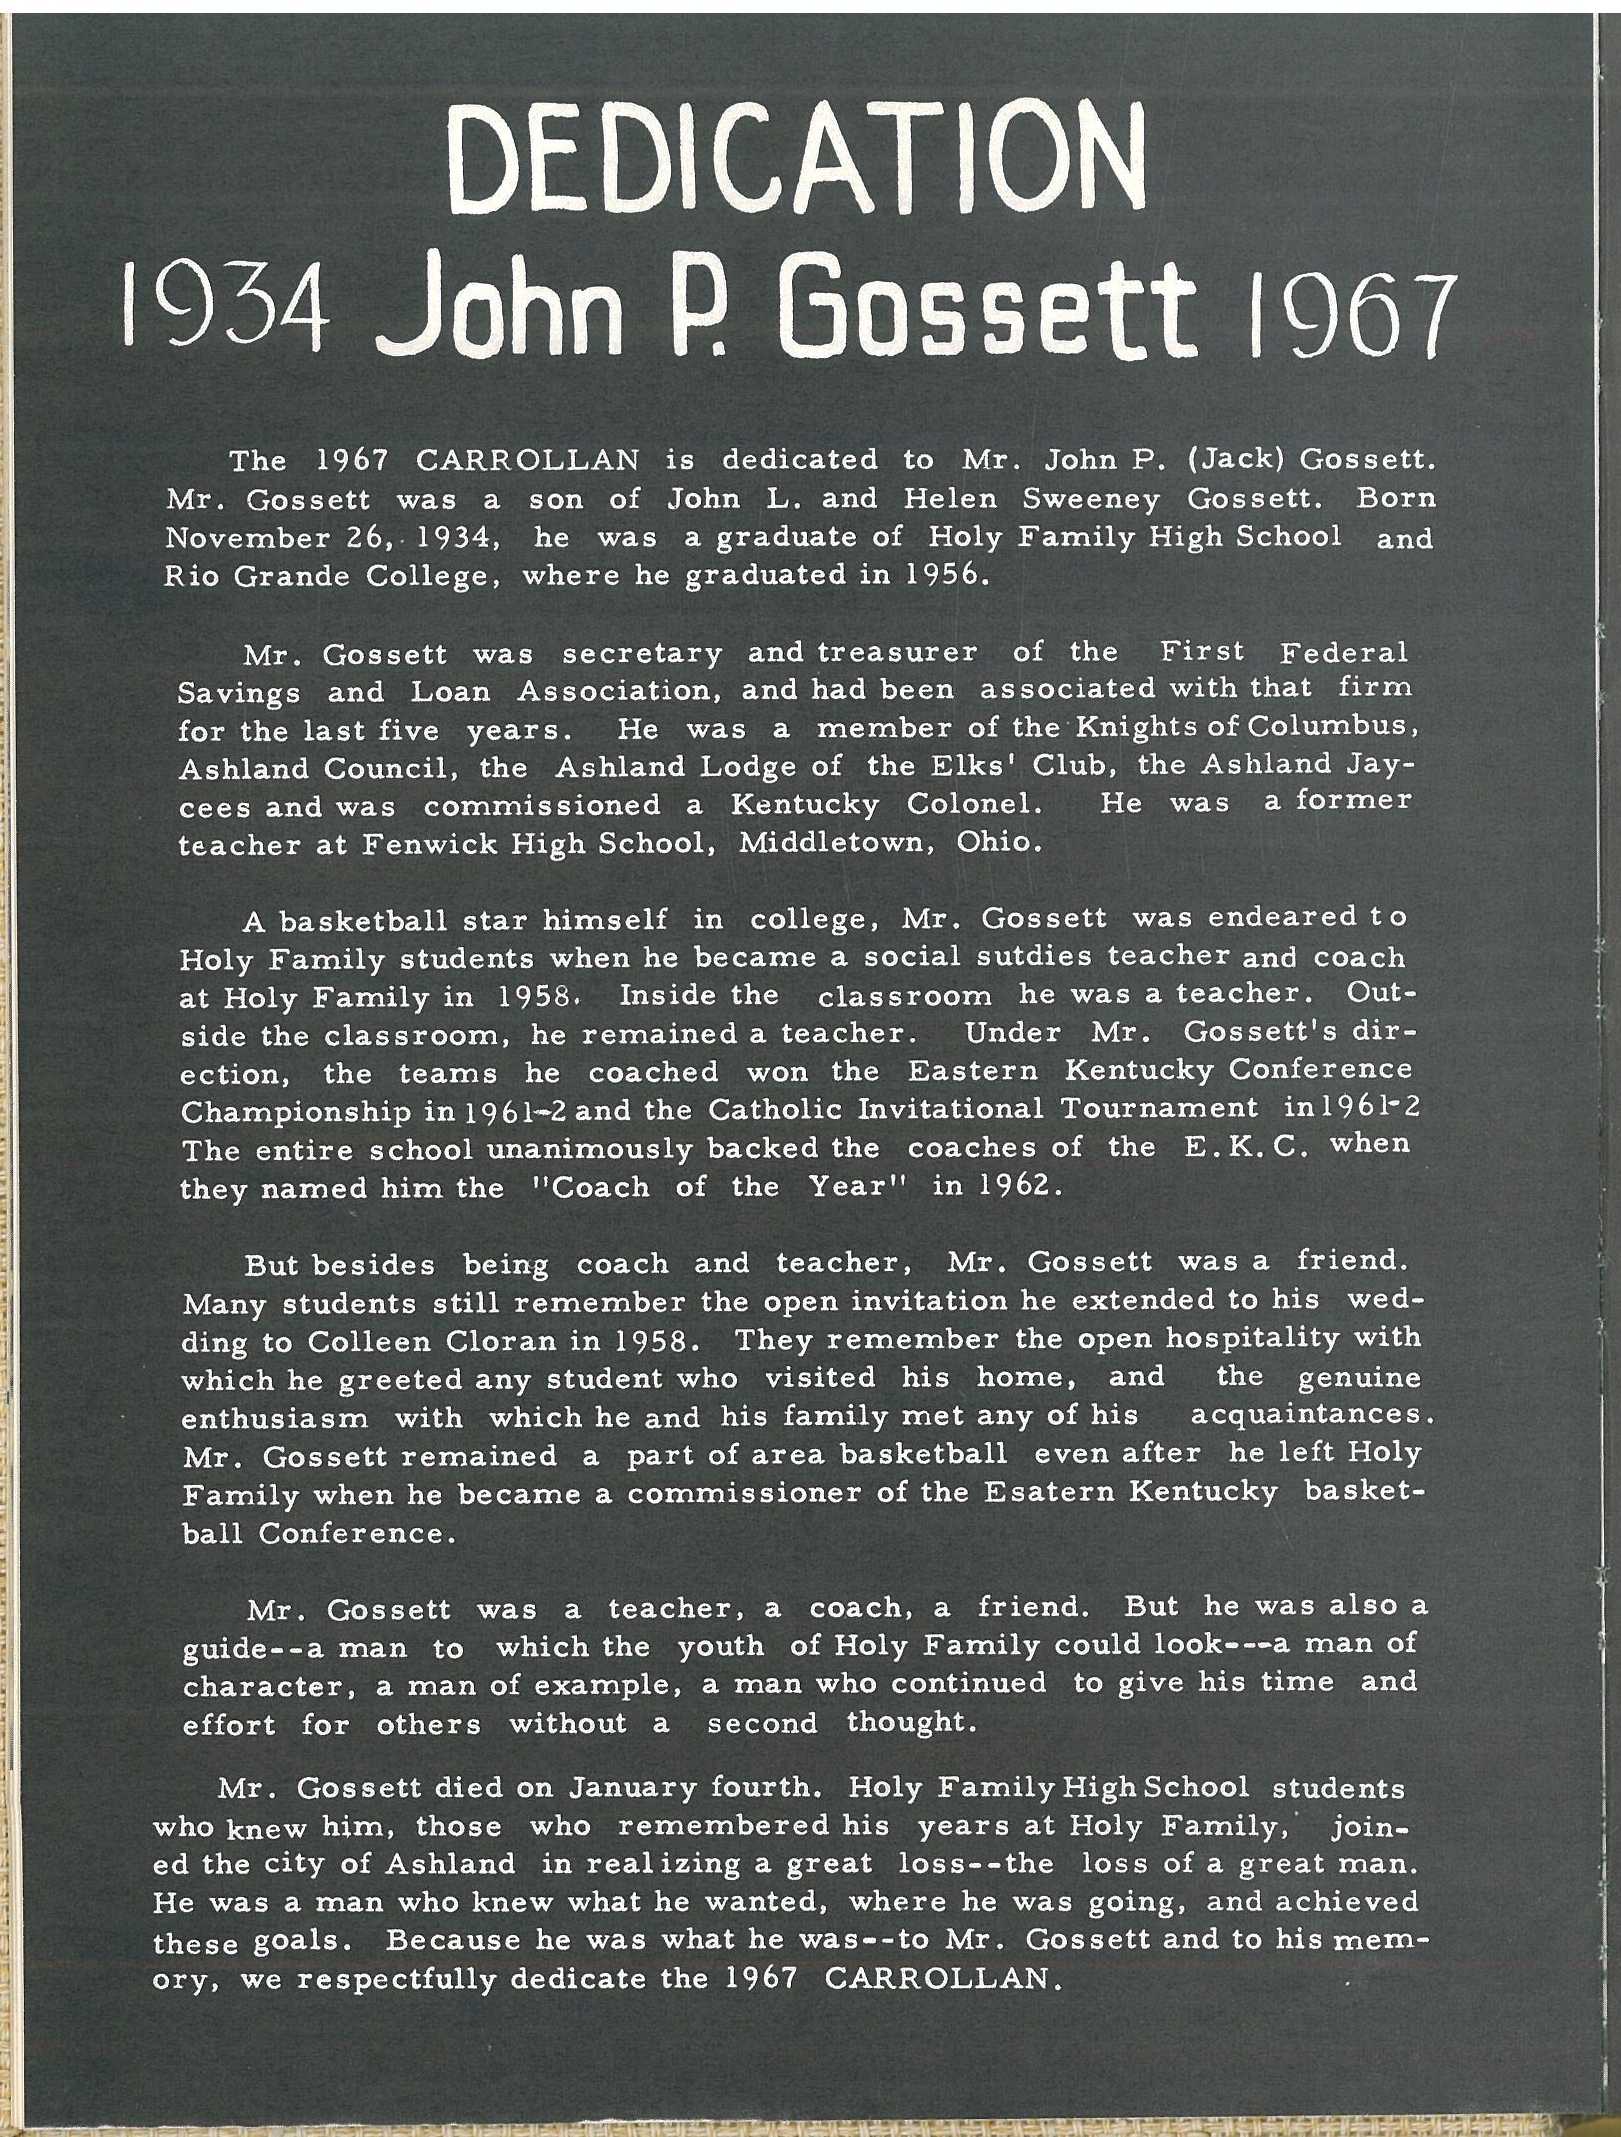 DEDICATION
1934 John P. Gossett 1967
The 1967 CARROLLAN is dedicated to Mr. John P. (Jack) Gossett.
Mr. Gossett was a son of John L. and Helen Sweeney Gossett. Born
November 26, 1934, he was a graduate of Holy Family High School and
Rio Grande College, where he graduated in 1956.
Mr. Gossett was secretary and treasurer of the First Federal
Savings and Loan Association, and had been associated with that firm
for the last five years. He was a member of the Knights of Columbus,
Ashland Council, the Ashland Lodge of the Elks' Club, the Ashland Jay-
cees and was commissioned a Kentucky Colonel. He was a former
teacher at Fenwick High School, Middletown, Ohio.
A basketball star himself in college, Mr. Gossett was endeared to
Holy Family students when he became a social sutdies teacher and coach
at Holy Family in 1958. Inside the classroom he was a teacher. Out-
side the classroom, he remained a teacher. Under Mr. Gossett's dir-
ection, the teams he coached won the Eastern Kentucky Conference
Championship in 1961-2 and the Catholic Invitational Tournament in 1961-2
The entire school unanimously backed the coaches of the E.K.C. when
they named him the "Coach of the Year" in 1962.
But besides being coach and teacher, Mr. Gossett was a friend.
Many students still remember the open invitation he extended to his wed-
ding to Colleen Cloran in 1958. They remember the open hospitality with
which he greeted any student who visited his home, and the genuine
enthusiasm with which he and his family met any of his acquaintances.
Mr. Gossett remained a part of area basketball even after he left Holy
Family when he became a commissioner of the Esatern Kentucky basket-
ball Conference.
Mr. Gossett was a teacher, a coach, a friend. But he was also a
guide--a man to which the youth of Holy Family could look---a man of
character, a man of example, a man who continued to give his time and
effort for others without a second thought.
Mr. Gossett died on January fourth. Holy Family High School students
who knew him, those who remembered his years at Holy Family, join-
ed the city of Ashland in realizing a great loss--the loss of a great man.
He was a man who knew what he wanted, where he was going, and achieved
these goals. Because he was what he was--to Mr. Gossett and to his mem-
ory, we respectfully dedicate the 1967 CARROLLAN.